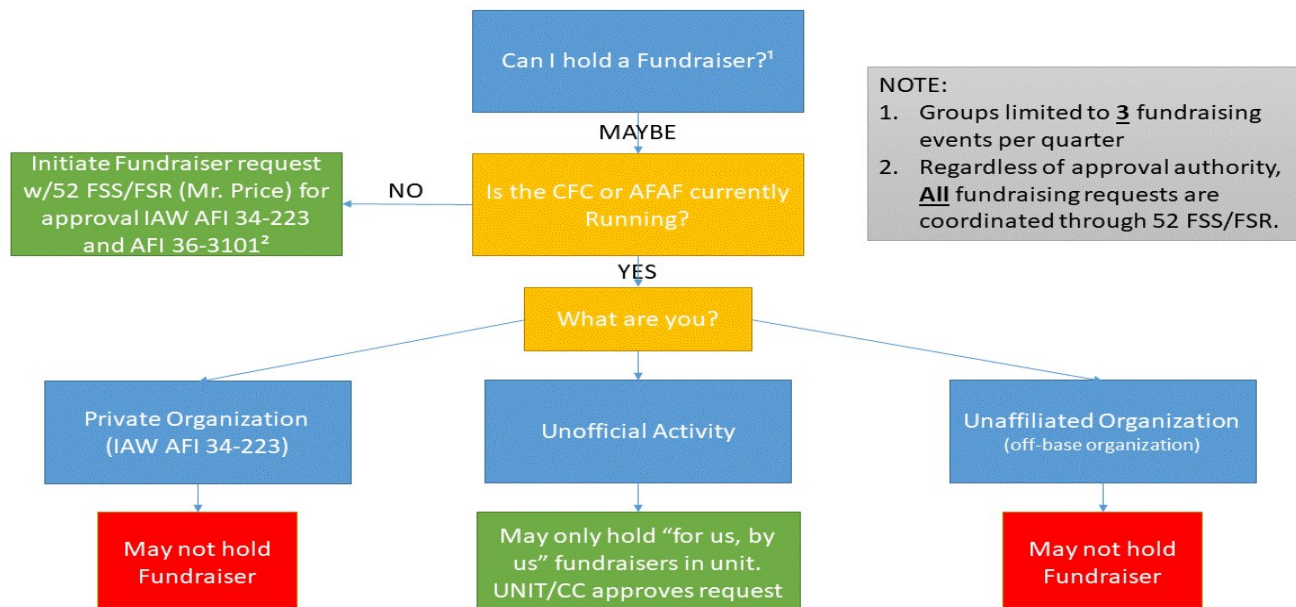 Can I hold a Fundraiser?¹
NOTE:
1. Groups limited to 3 fundraising
events per quarter
2. Regardless of approval authority,
All fundraising requests are
coordinated through 52 FSS/FSR.
MAYBE
Initiate Fundraiser request
w/52 FSS/FSR (Mr. Price) for
approval IAW AFI 34-223
and AFI 36-3101²
NO
Is the CFC or AFAF currently
Running?
YES
What are you?
Private Organization
(IAW AFI 34-223)
Unofficial Activity
Unaffiliated Organization
(off-base organization)
May not hold
Fundraiser
May only hold “for us, by
us” fundraisers in unit.
UNIT/CC approves request
May not hold
Fundraiser